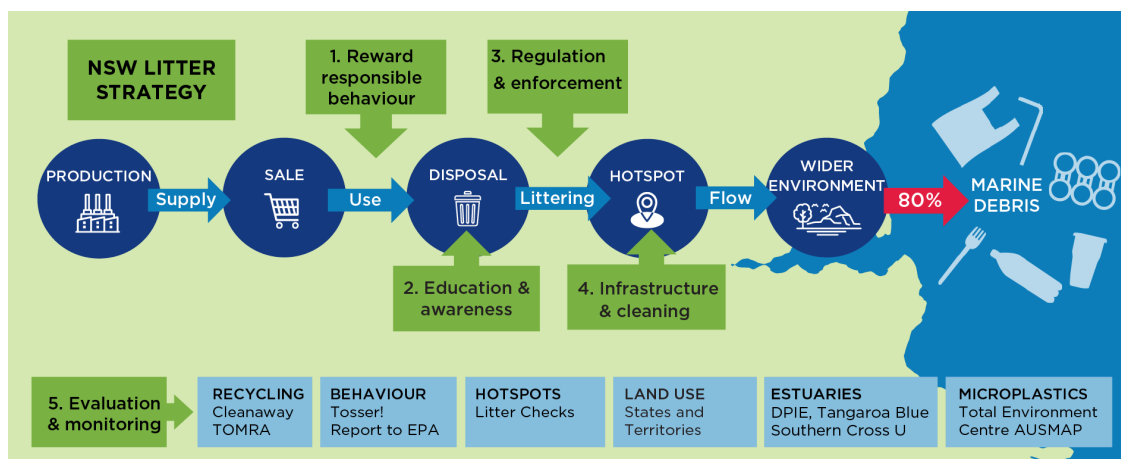 NSW LITTER
STRATEGY
1. Reward
responsible
behaviour
3. Regulation
& enforcement
PRODUCTION
Supply
SALE
Use
DISPOSAL
Littering
HOTSPOT
Flow
WIDER
ENVIRONMENT
80%
MARINE
DEBRIS
2. Education &
awareness
4. Infrastructure
& cleaning
5. Evaluation
& monitoring
RECYCLING
Cleanaway
TOMRA
BEHAVIOUR
Tosser!
Report to EPA
HOTSPOTS
Litter Checks
LAND USE
States and
Territories
ESTUARIES
DPIE, Tangaroa Blue
Southern Cross U
MICROPLASTICS
Total Environment
Centre AUSMAP